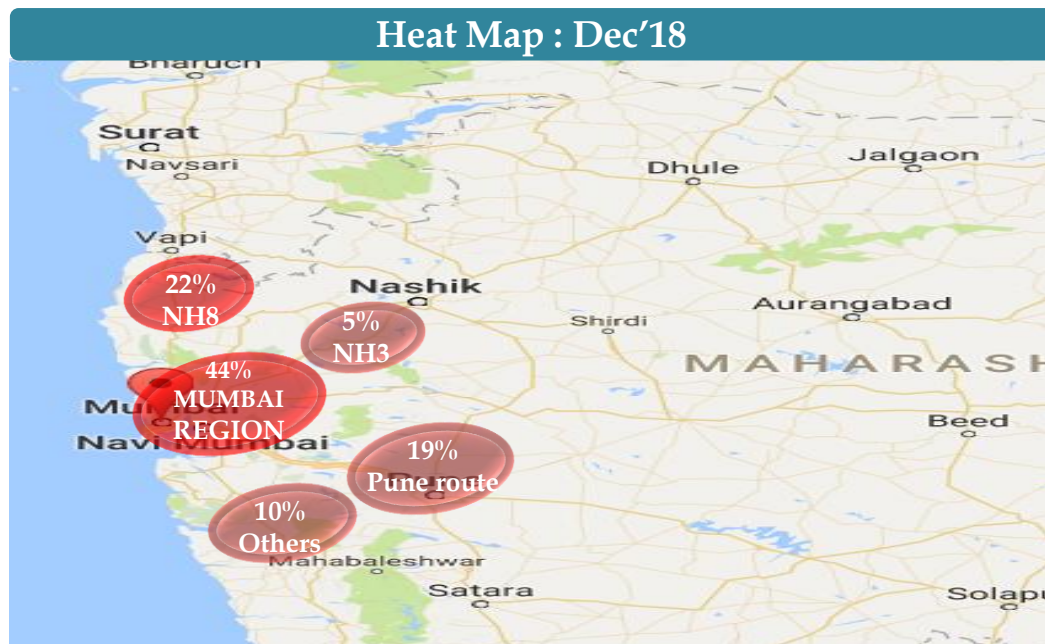 Heat Map : Dec’18
Bharuch
Surat
Navsari
Dhule
Jalgaon
Vapi
22%
NH8
Nashik
5%
NH3
Shirdi
Aurangabad
MAHARASH
44%
MUMBAI
REGION
Mumbai
Navi Mumbai
Beed
19%
Pune route
10%
Others
Mahabaleshwar
Satara
Solapu